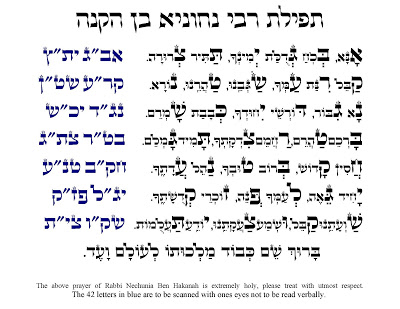 תפילת רבי נחוניא בן הקנה
אָנָּא, בְּכֹחַ גְּדֻלַּת יְמִינְךָ, תַּתִּיר צְרוּרָה. אב״ג ית״ץ
קַבֵּל רִנַּת עַמְּךָ, שַׂגְּבֵנוּ, טַהֲרֵנוּ, נוֹרָא. קר״ע שט״ן
נָא גִבּוֹר, דּוֹרְשֵׁי יִחוּדְךָ, כְּבָבַת שָׁמְרֵם. נג״ד יכ״ש
בָּרְכֵם טַהֲרֵם, רַחֲמֵם צִדְקָתְךָ, תָּמִיד גָּמְלֵם. בט״ר צת״ג
חֲסִין קָדוֹשׁ, בְּרוֹב טוּבְךָ, נַהֵל עֲדָתֶךָ. חק״ב טנ״ע
יָחִיד גֵּאֶה, לְעַמְּךָ פְּנֵה, זוֹכְרֵי קְדֻשָּׁתֶךָ. יג״ל פז״ק
שַׁוְעָתֵנוּ קַבֵּל, וּשְׁמַע צַעֲקָתֵנוּ, יוֹדֵעַ תַּעֲלֻמוֹת. שק״ו צי״ת
בָּרוּךְ שֵׁם כְּבוֹד מַלְכוּתוֹ לְעוֹלָם וָעֶד.
The above prayer of Rabbi Nechunia Ben Hakanah is extremely holy, please treat with utmost respect.
The 42 letters in blue are to be scanned with ones eyes not to be read verbally.